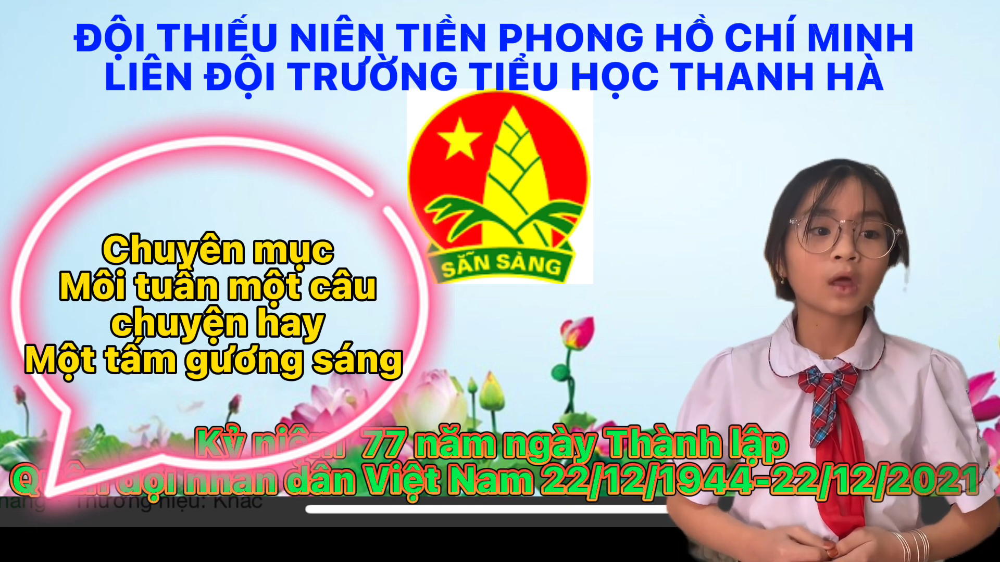 ĐỘI THIẾU NIÊN TIỀN PHONG HỒ CHÍ MINH
LIÊN ĐỘI TRƯỜNG TIỂU HỌC THANH HÀ
SẴN SÀNG
Chuyên mục
Môi tuần một câu
chuyện hay
Một tấm gương sáng
Kỷ niệm 77 năm ngày Thành lập
Quân đội nhân dân Việt Nam 22/12/1944-22/12/2021
Thương hiệu: Khác